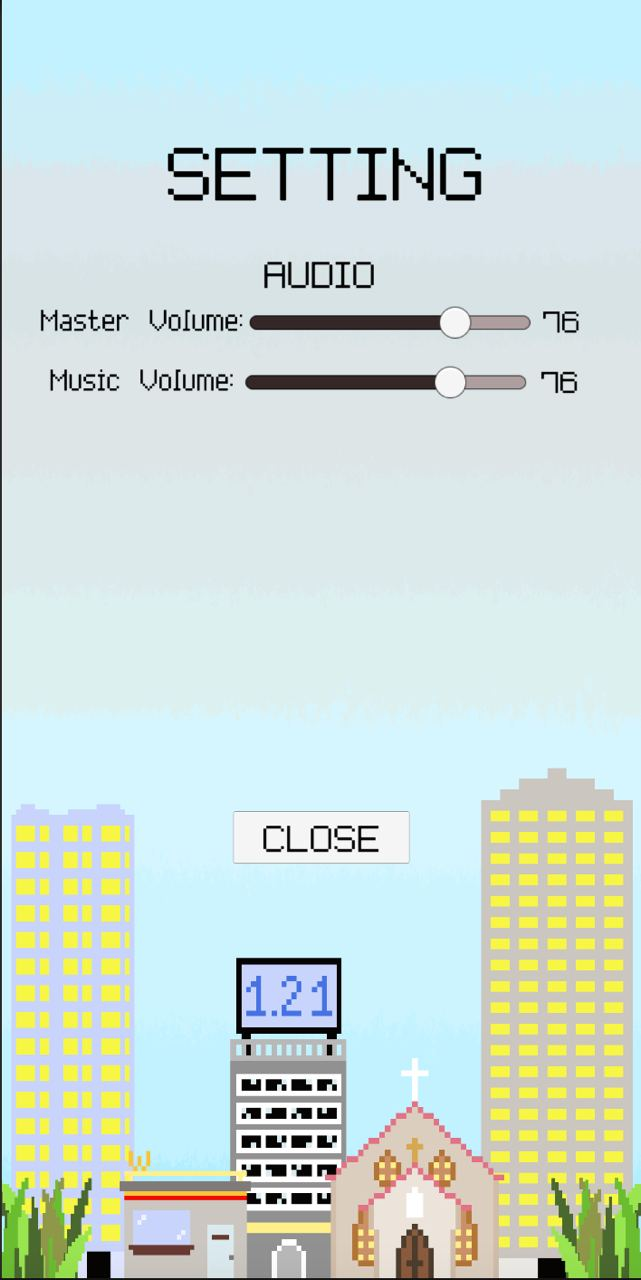 SETTING
AUDIO
Master Volume: 76
Music Volume: 76
CLOSE
1.21
W